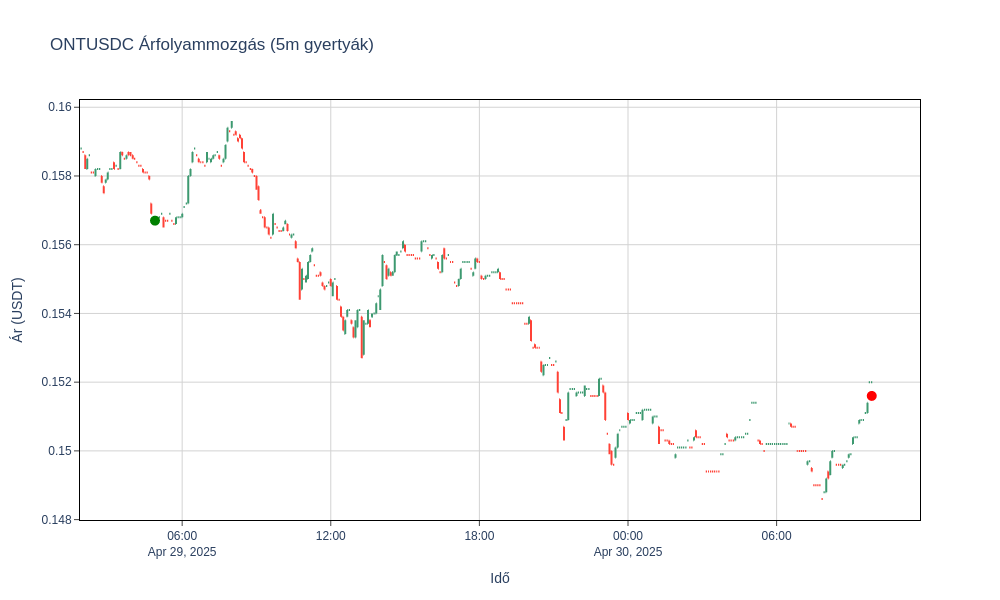 ONTUSDC Árfolyammozgás (5m gyertyák)
0.16
0.158
0.156
0.154
0.152
0.15
0.148
Ár (USDT)
06:00 12:00 18:00 00:00 06:00
Apr 29, 2025 Apr 30, 2025
Idő